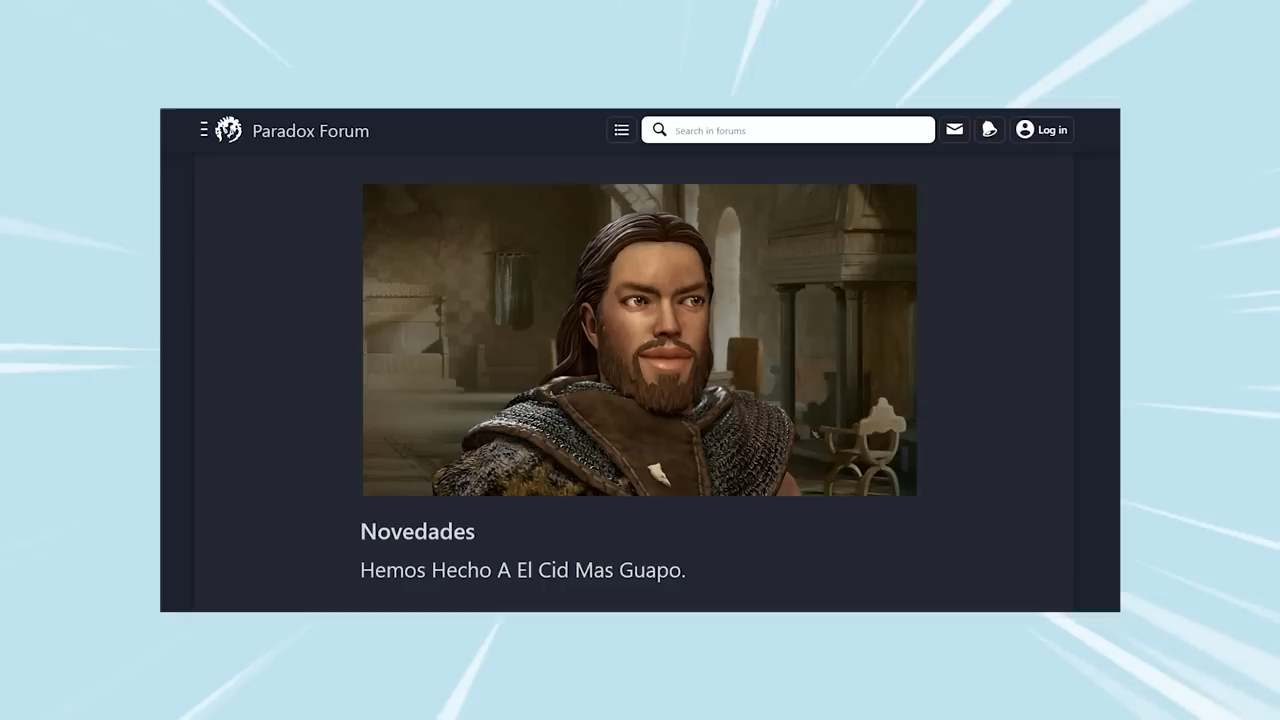 Paradox Forum
Search in forums
Log in
Novedades
Hemos Hecho A El Cid Mas Guapo.